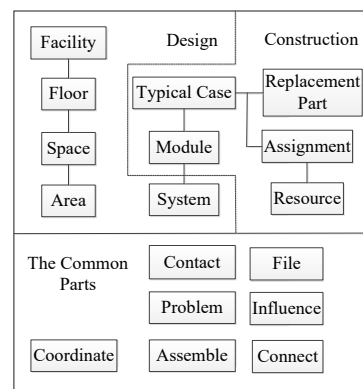 Facility
Floor
Space
Area
Design
Typical Case
Module
System
Construction
Replacement
Part
Assignment
Resource
The Common
Parts
Contact
File
Problem
Influence
Coordinate
Assemble
Connect